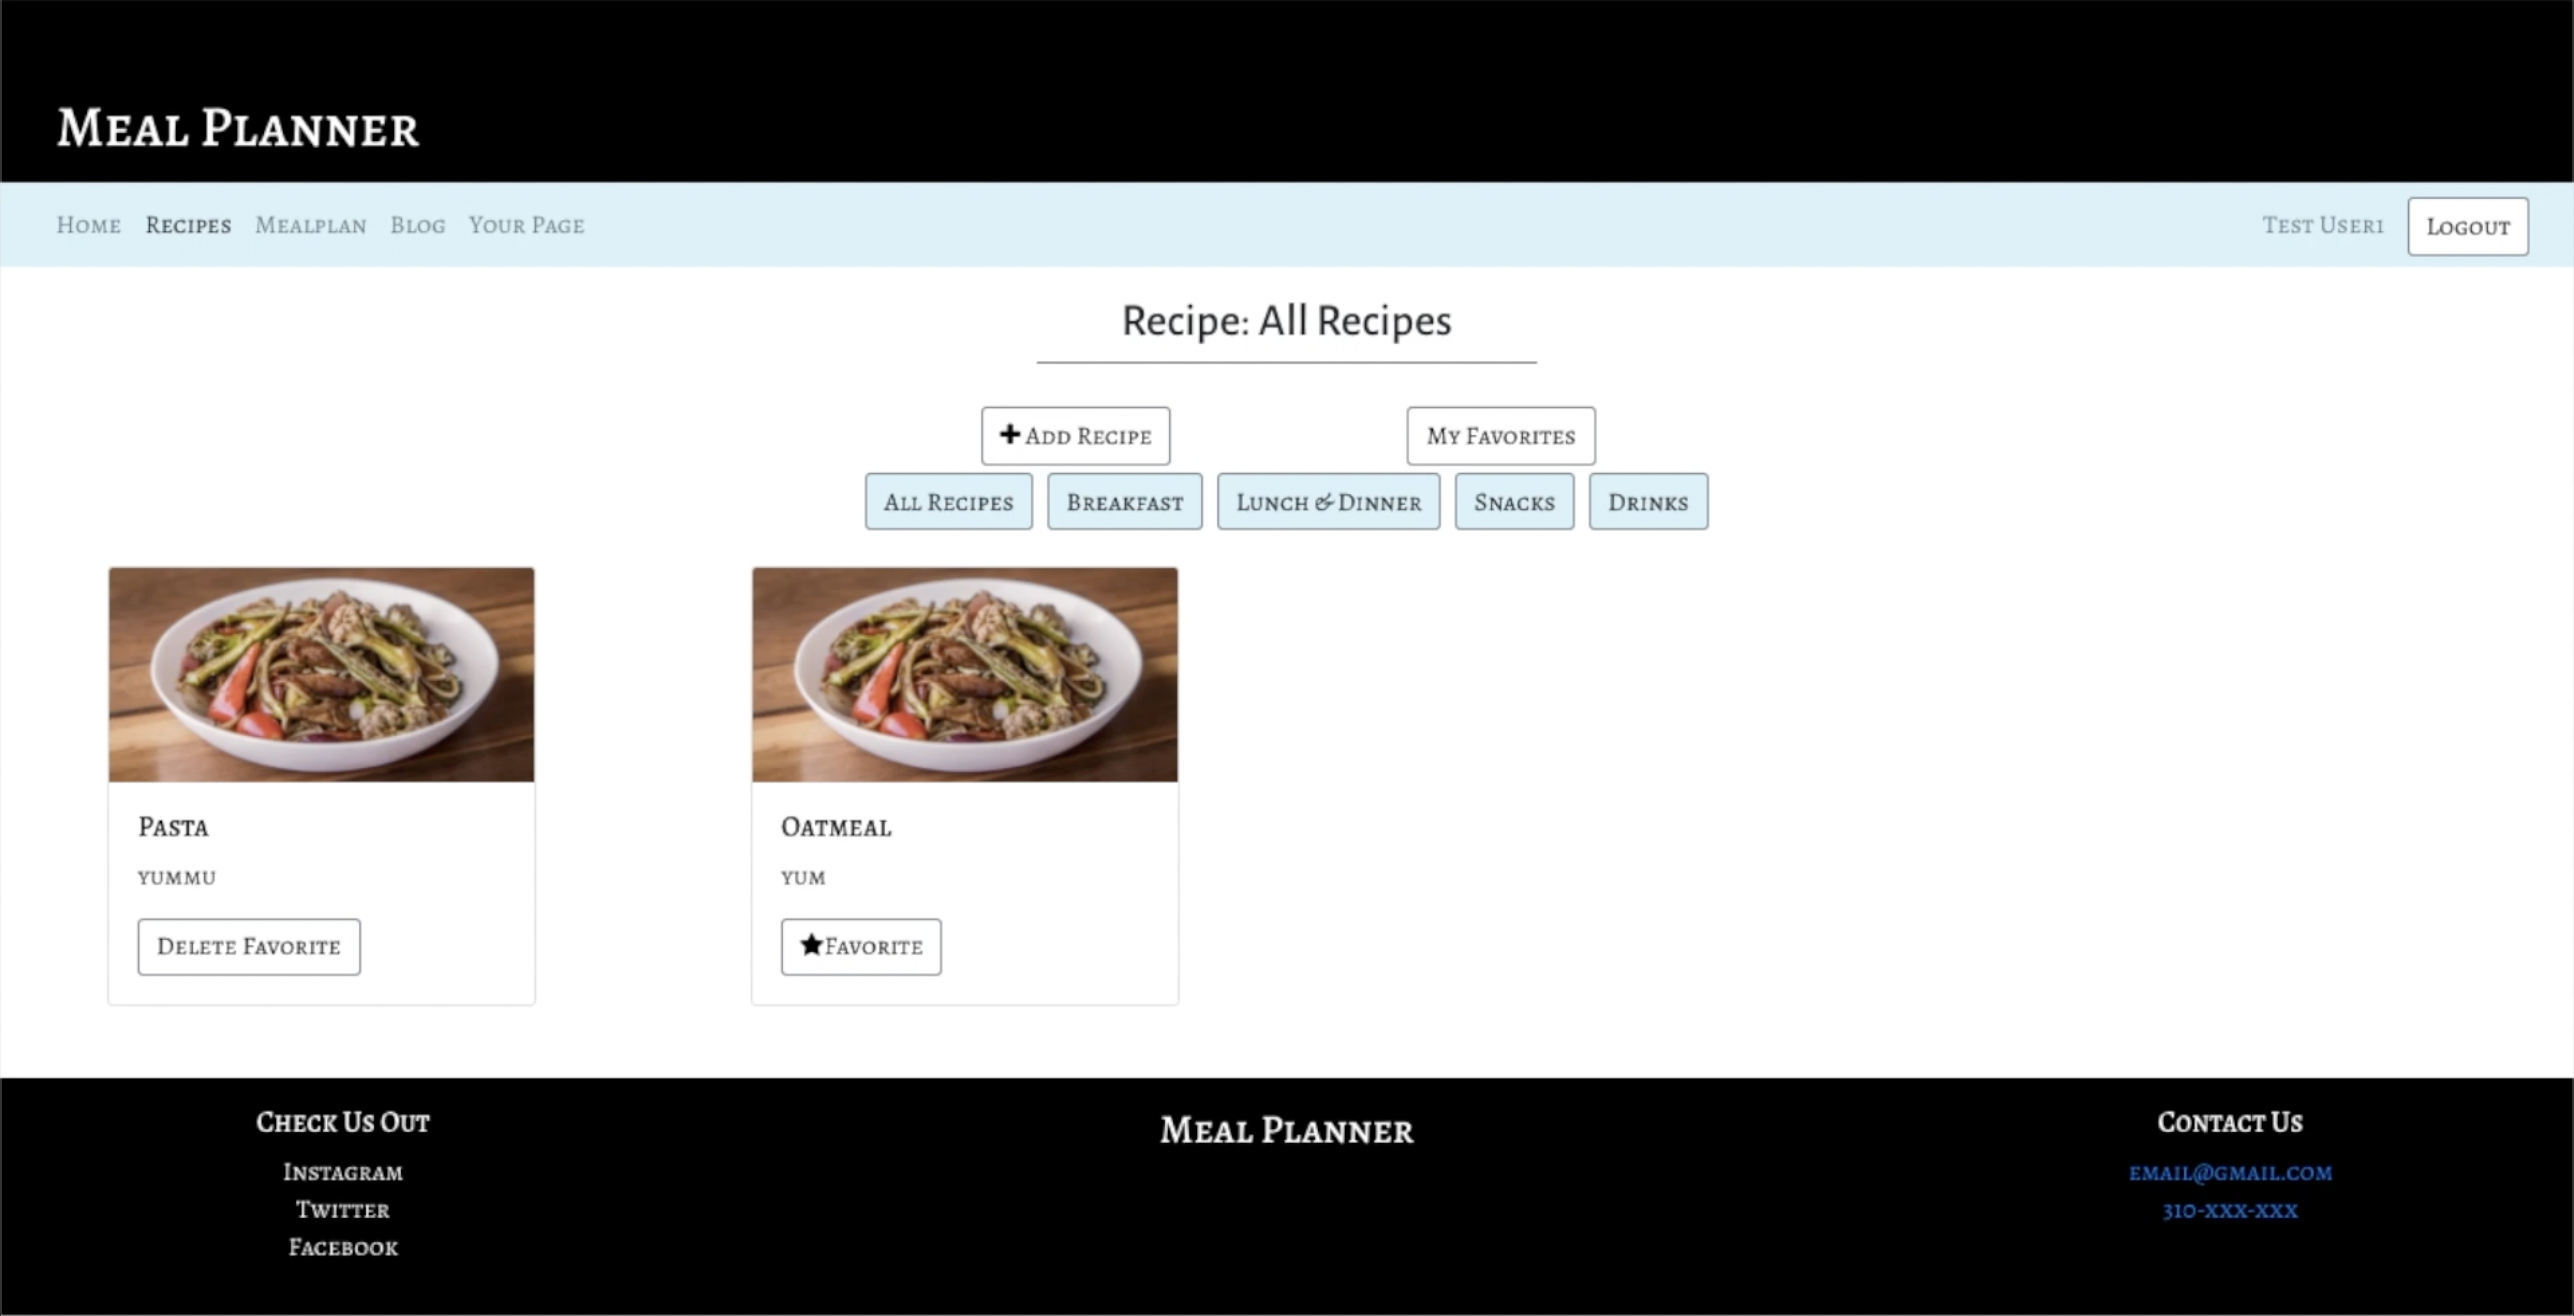 Meal Planner
Home Recipes Mealplan Blog Your Page Test User1 Logout
Recipe: All Recipes
Add Recipe My Favorites
All Recipes Breakfast Lunch & Dinner Snacks Drinks
Pasta
yummu
Delete Favorite
Oatmeal
yum
Favorite
Check Us Out
Instagram
Twitter
Facebook
Meal Planner
Contact Us
email@gmail.com
310-xxx-xxx